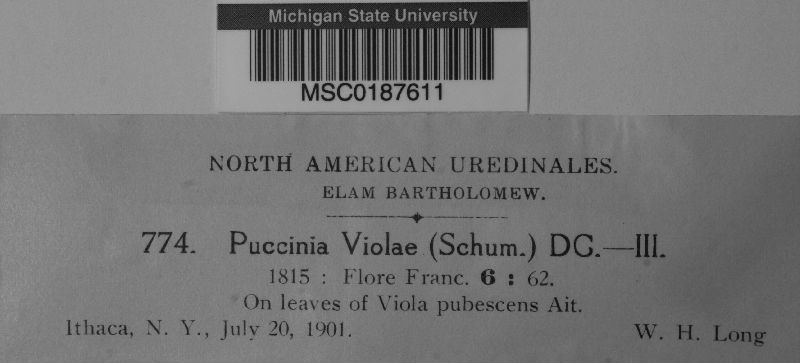 Michigan State University
MSC0187611
NORTH AMERICAN UREDINALES.
ELAM BARTHOLOMEW.
774. Puccinia Violae (Schum.) DC.—III.
1815 : Flore Franc. 6 : 62.
On leaves of Viola pubescens Ait.
Ithaca, N. Y., July 20, 1901. W. H. Long